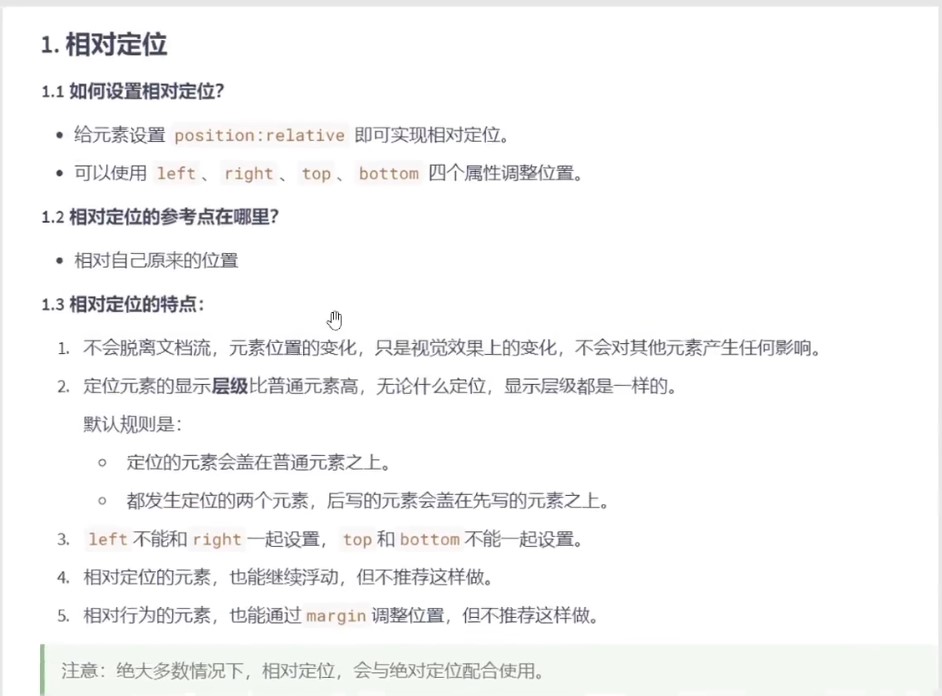 1. 相对定位
1.1 如何设置相对定位？
给元素设置 position:relative 即可实现相对定位。
可以使用 left 、 right 、 top 、 bottom 四个属性调整位置。
1.2 相对定位的参考点在哪里？
相对自己原来的位置
1.3 相对定位的特点：
1. 不会脱离文档流，元素位置的变化，只是视觉效果上的变化，不会对其他元素产生任何影响。
2. 定位元素的显示层级比普通元素高，无论什么定位，显示层级都是一样的。
默认规则是：
定位的元素会盖在普通元素之上。
都发生定位的两个元素，后写的元素会盖在先写的元素之上。
3. left 不能和 right 一起设置， top 和 bottom 不能一起设置。
4. 相对定位的元素，也能继续浮动，但不推荐这样做。
5. 相对行为的元素，也能通过 margin 调整位置，但不推荐这样做。
注意：绝大多数情况下，相对定位，会与绝对定位配合使用。